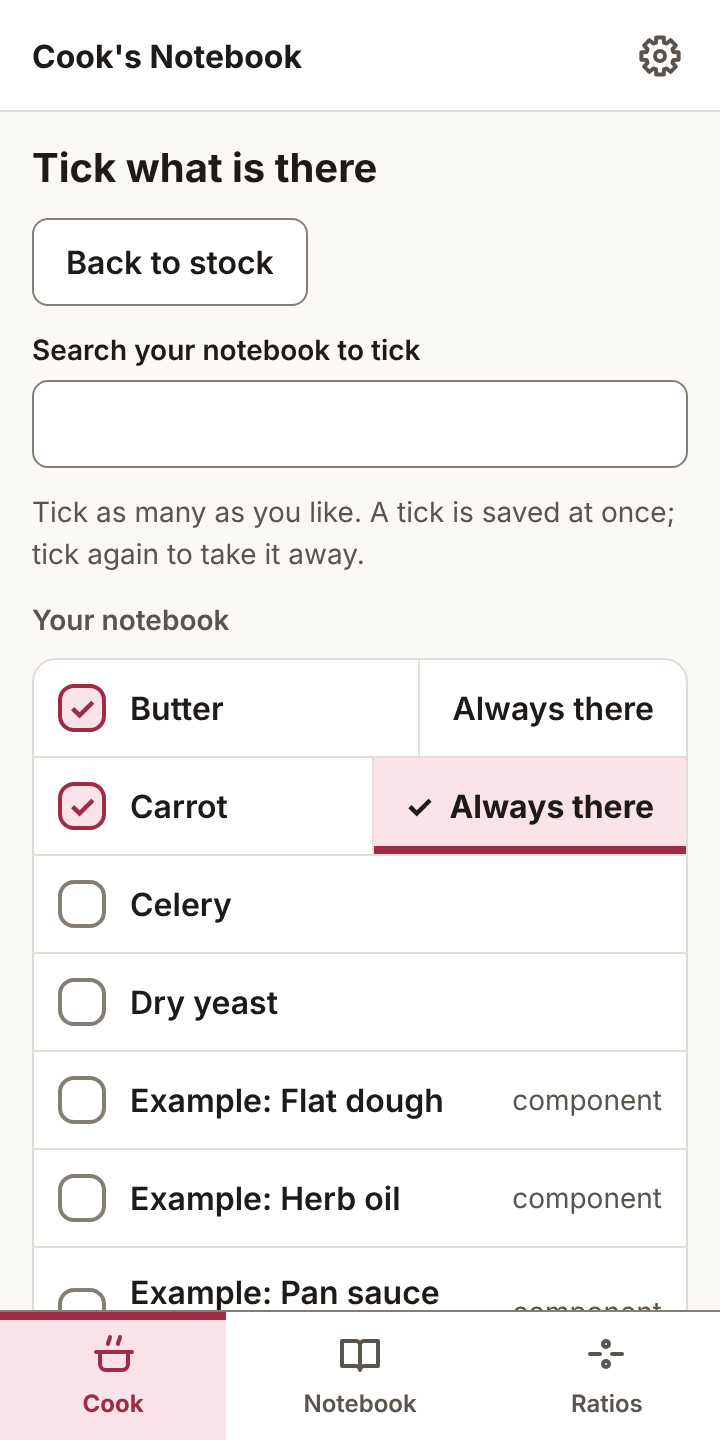 Cook's Notebook
Tick what is there
Back to stock
Search your notebook to tick
Tick as many as you like. A tick is saved at once;
tick again to take it away.
Your notebook
Butter Always there
Carrot Always there
Celery
Dry yeast
Example: Flat dough component
Example: Herb oil component
Example: Pan sauce component
Cook Notebook Ratios